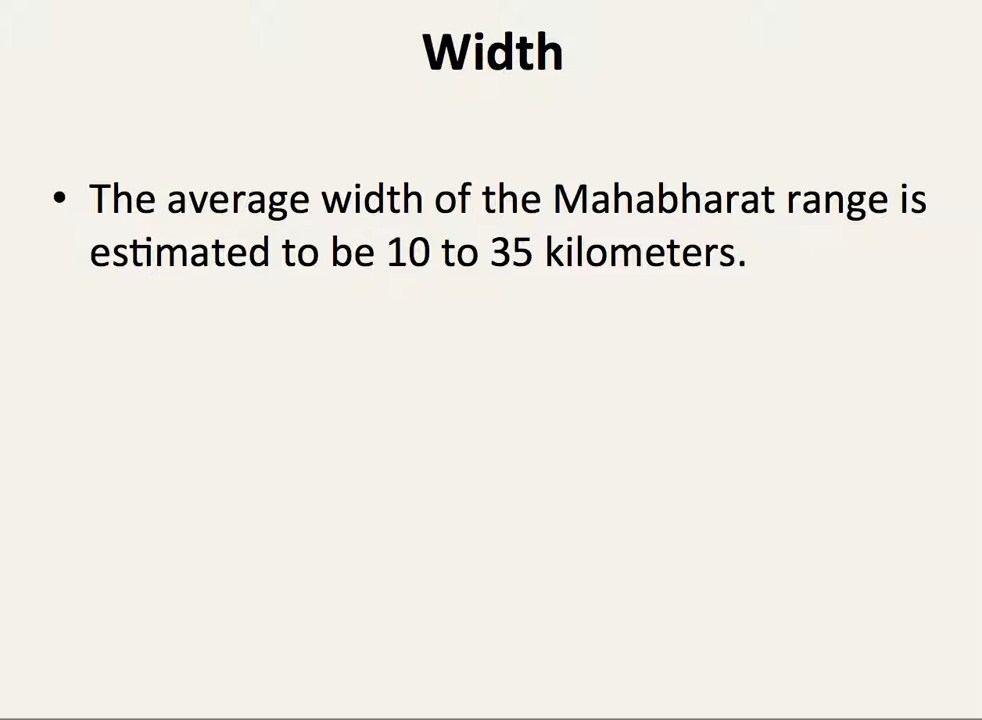 Width
• The average width of the Mahabharat range is
estimated to be 10 to 35 kilometers.